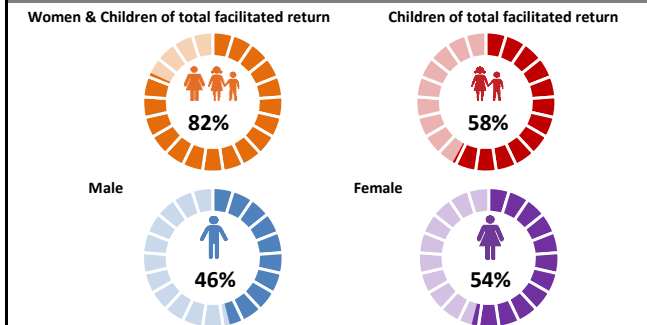 Women & Children of total facilitated return
Children of total facilitated return
82%
58%
Male
Female
46%
54%